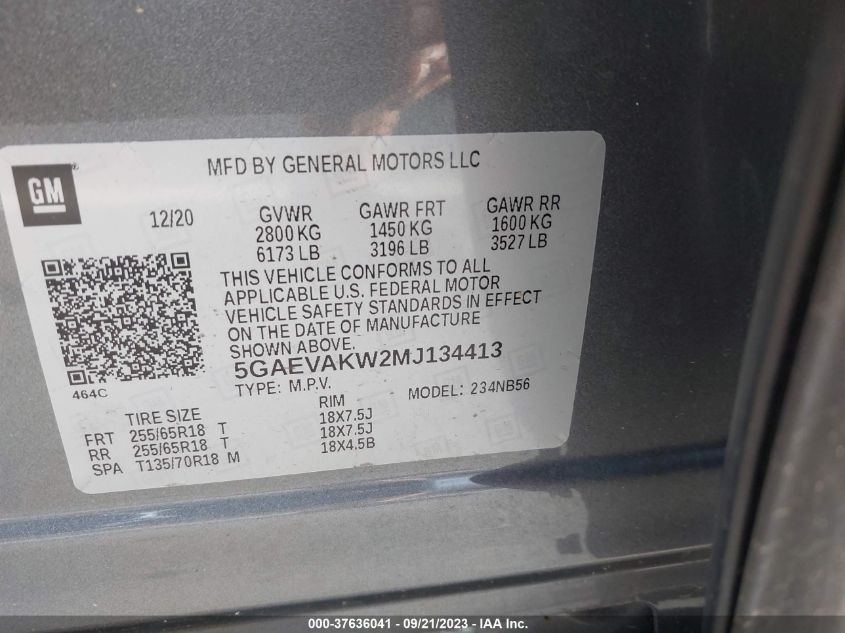 MFD BY GENERAL MOTORS LLC
GM ®
12/20 GVWR GAWR FRT GAWR RR
2800 KG 1450 KG 1600 KG
6173 LB 3196 LB 3527 LB
THIS VEHICLE CONFORMS TO ALL
APPLICABLE U.S. FEDERAL MOTOR
VEHICLE SAFETY STANDARDS IN EFFECT
ON THE DATE OF MANUFACTURE
SHOWN ABOVE.
5GAEVAKW2MJ134413
464C
TYPE: M.P.V. MODEL: 234NB56
TIRE SIZE RIM
FRT 255/65R18 T 18X7.5J
RR 255/65R18 T 18X7.5J
SPA T135/70R18 M 18X4.5B
000-37636041 - 09/21/2023 - IAA Inc.